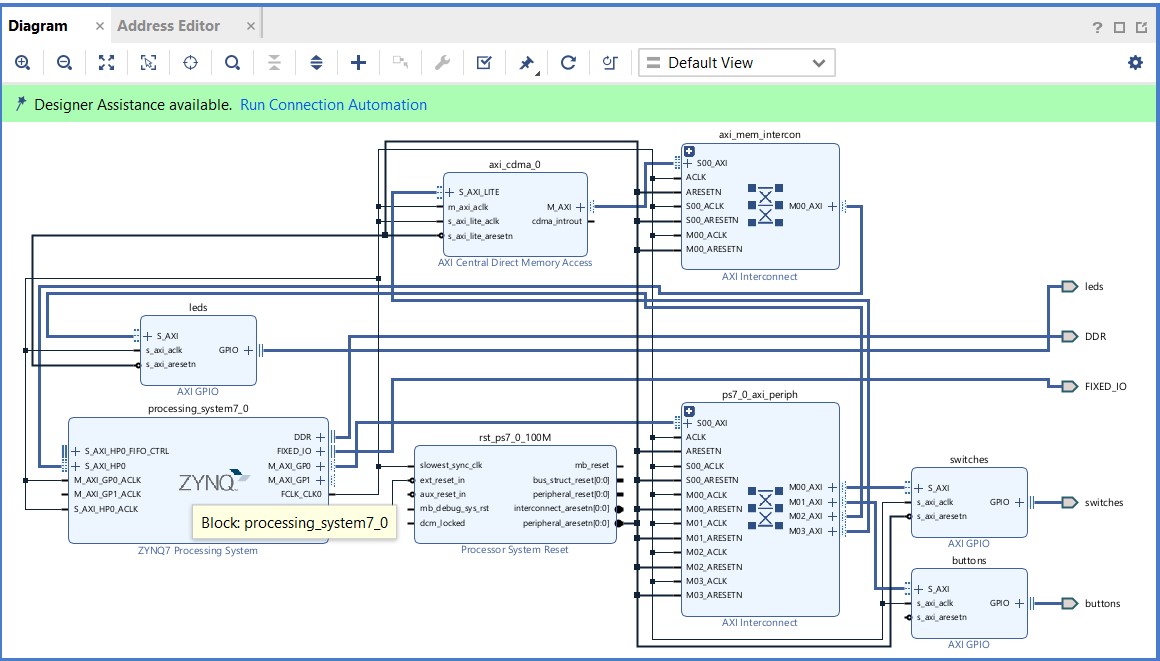 Diagram × Address Editor × ?
Default View
Designer Assistance available. Run Connection Automation
axi_mem_intercon
S00_AXI
ACLK
ARESETN
S00_ACLK
S00_ARESETN
M00_ACLK
M00_ARESETN
M00_AXI
AXI Interconnect
axi_cdma_0
S_AXI_LITE
m_axi_aclk
s_axi_lite_aclk
s_axi_lite_aresetn
M_AXI
cdma_introut
AXI Central Direct Memory Access
leds
DDR
FIXED_IO
leds
S_AXI
s_axi_aclk
s_axi_aresetn
GPIO
AXI GPIO
processing_system7_0
S_AXI_HP0_FIFO_CTRL
S_AXI_HP0
M_AXI_GP0_ACLK
M_AXI_GP1_ACLK
S_AXI_HP0_ACLK
ZYNQ
DDR
FIXED_IO
M_AXI_GP0
M_AXI_GP1
FCLK_CLK0
Block: processing_system7_0
ZYNQ7 Processing System
rst_ps7_0_100M
slowest_sync_clk
ext_reset_in
aux_reset_in
mb_debug_sys_rst
dcm_locked
mb_reset
bus_struct_reset[0:0]
peripheral_reset[0:0]
interconnect_aresetn[0:0]
peripheral_aresetn[0:0]
Processor System Reset
ps7_0_axi_periph
S00_AXI
ACLK
ARESETN
S00_ACLK
S00_ARESETN
M00_ACLK
M00_ARESETN
M01_ACLK
M01_ARESETN
M02_ACLK
M02_ARESETN
M03_ACLK
M03_ARESETN
M00_AXI
M01_AXI
M02_AXI
M03_AXI
AXI Interconnect
switches
S_AXI
s_axi_aclk
s_axi_aresetn
GPIO
AXI GPIO
switches
buttons
S_AXI
s_axi_aclk
s_axi_aresetn
GPIO
AXI GPIO
buttons